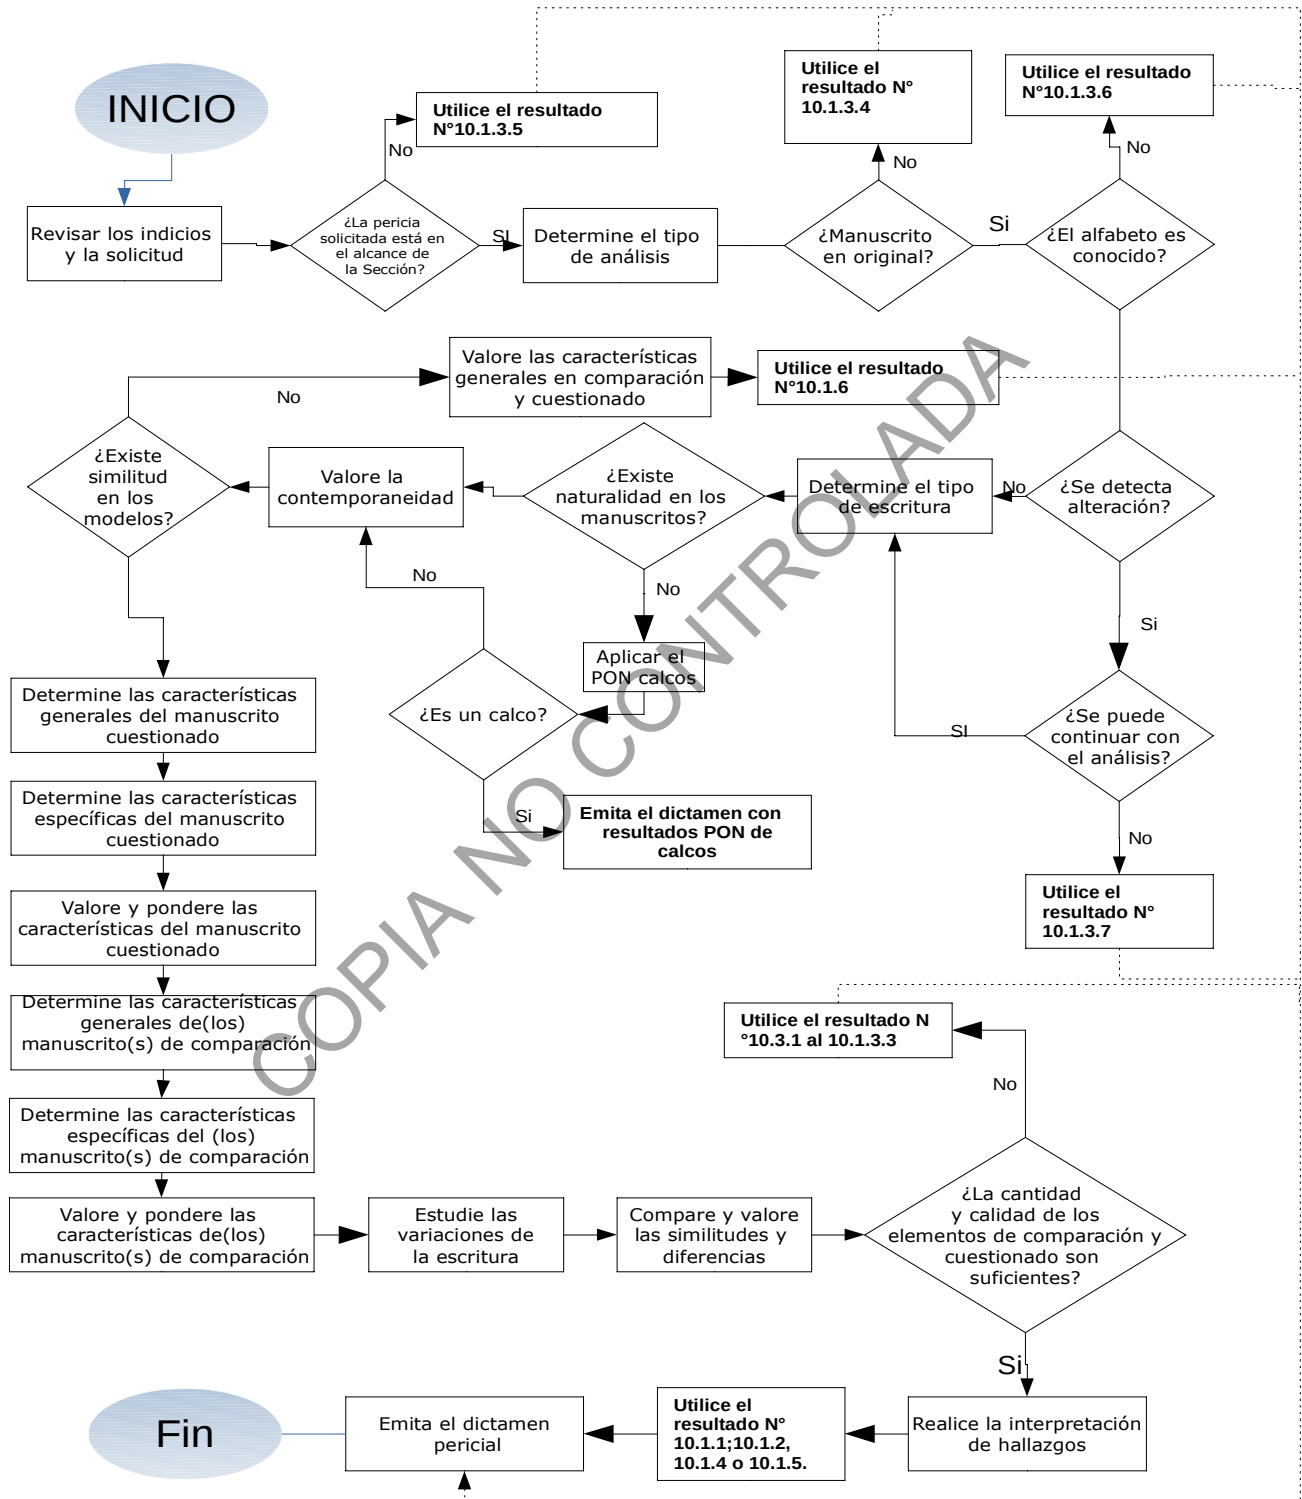 INICIO
Revisar los indicios
y la solicitud
¿La pericia
solicitada está en
el alcance de
la Sección?
No
Utilice el resultado
N°10.1.3.5
SI
Determine el tipo
de análisis
¿Manuscrito
en original?
No
Utilice el
resultado N°
10.1.3.4
Si
¿El alfabeto es
conocido?
No
Utilice el resultado
N°10.1.3.6
¿Se detecta
alteración?
No
Determine el tipo
de escritura
¿Existe
naturalidad en los
manuscritos?
Valore la
contemporaneidad
¿Existe
similitud
en los
modelos?
No
Valore las características
generales en comparación
y cuestionado
Utilice el resultado
N°10.1.6
Si
¿Se puede
continuar con
el análisis?
SI
No
Utilice el
resultado N°
10.1.3.7
No
Aplicar el
PON calcos
¿Es un calco?
No
Si
Emita el dictamen con
resultados PON de
calcos
Determine las características
generales del manuscrito
cuestionado
Determine las características
específicas del manuscrito
cuestionado
Valore y pondere las
características del manuscrito
cuestionado
Determine las características
generales de(los)
manuscrito(s) de comparación
Determine las características
específicas del (los)
manuscrito(s) de comparación
Valore y pondere las
características de(los)
manuscrito(s) de comparación
Estudie las
variaciones de
la escritura
Compare y valore
las similitudes y
diferencias
¿La cantidad
y calidad de los
elementos de comparación y
cuestionado son
suficientes?
No
Utilice el resultado N
°10.3.1 al 10.1.3.3
Si
Realice la interpretación
de hallazgos
Utilice el
resultado N°
10.1.1;10.1.2,
10.1.4 o 10.1.5.
Emita el dictamen
pericial
Fin
COPIA NO CONTROLADA